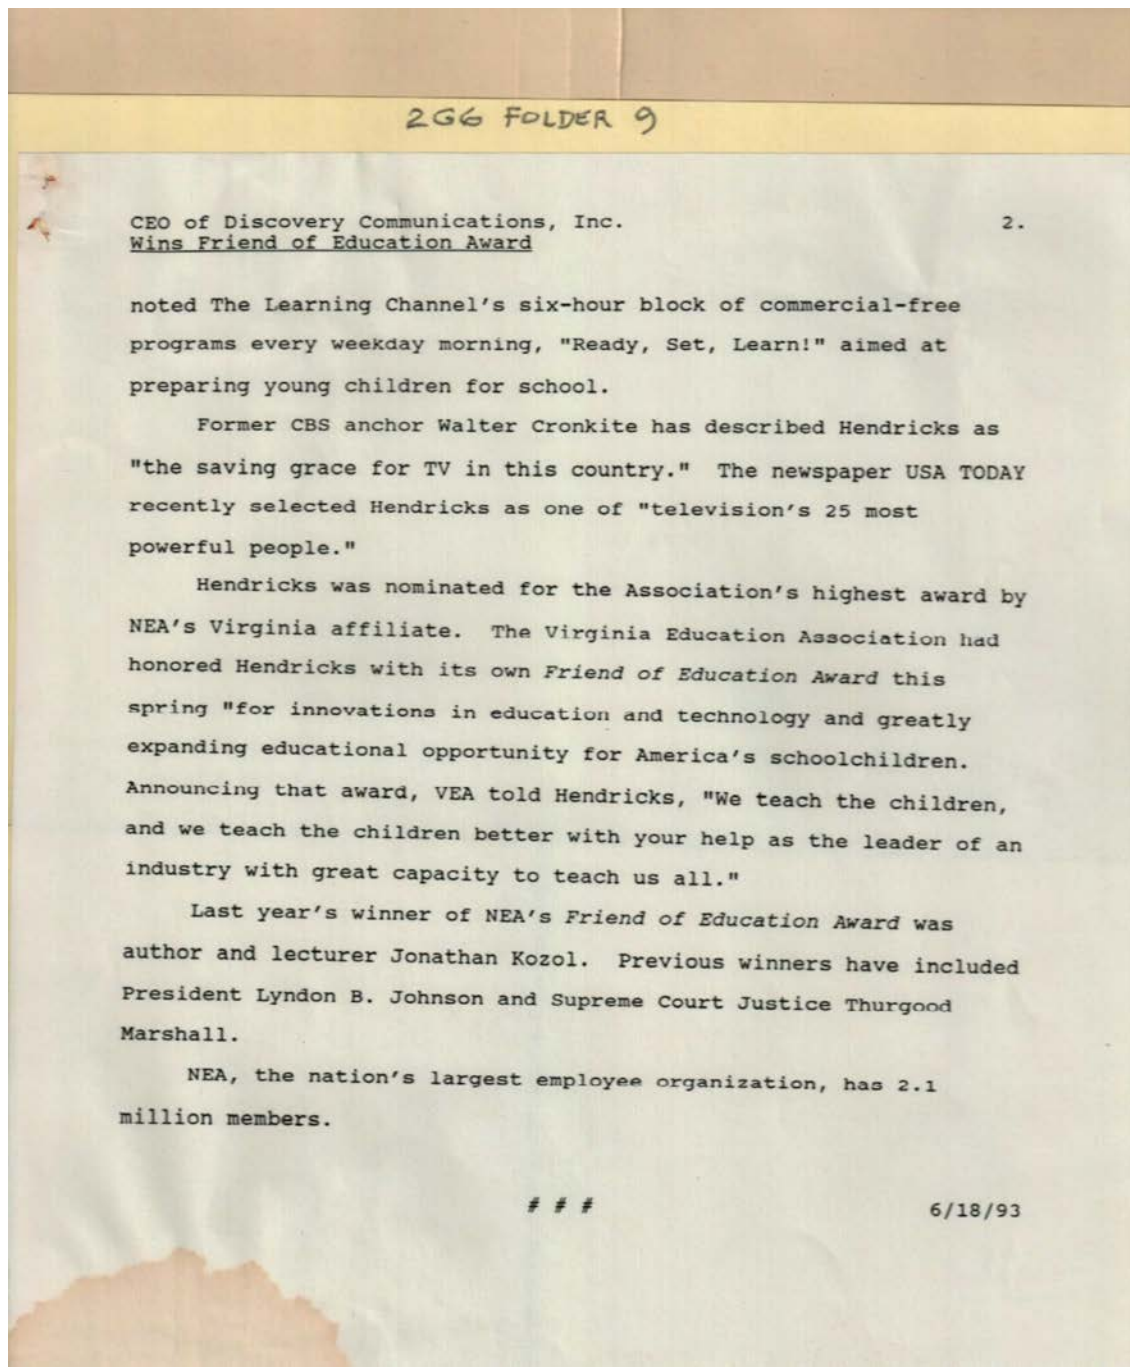 2GG FOLDER 9
CEO of Discovery Communications, Inc. 2.
Wins Friend of Education Award
noted The Learning Channel's six-hour block of commercial-free
programs every weekday morning, "Ready, Set, Learn!" aimed at
preparing young children for school.
Former CBS anchor Walter Cronkite has described Hendricks as
"the saving grace for TV in this country." The newspaper USA TODAY
recently selected Hendricks as one of "television's 25 most
powerful people."
Hendricks was nominated for the Association's highest award by
NEA's Virginia affiliate. The Virginia Education Association had
honored Hendricks with its own Friend of Education Award this
spring "for innovations in education and technology and greatly
expanding educational opportunity for America's schoolchildren.
Announcing that award, VEA told Hendricks, "We teach the children,
and we teach the children better with your help as the leader of an
industry with great capacity to teach us all."
Last year's winner of NEA's Friend of Education Award was
author and lecturer Jonathan Kozol. Previous winners have included
President Lyndon B. Johnson and Supreme Court Justice Thurgood
Marshall.
NEA, the nation's largest employee organization, has 2.1
million members.
# # # 6/18/93